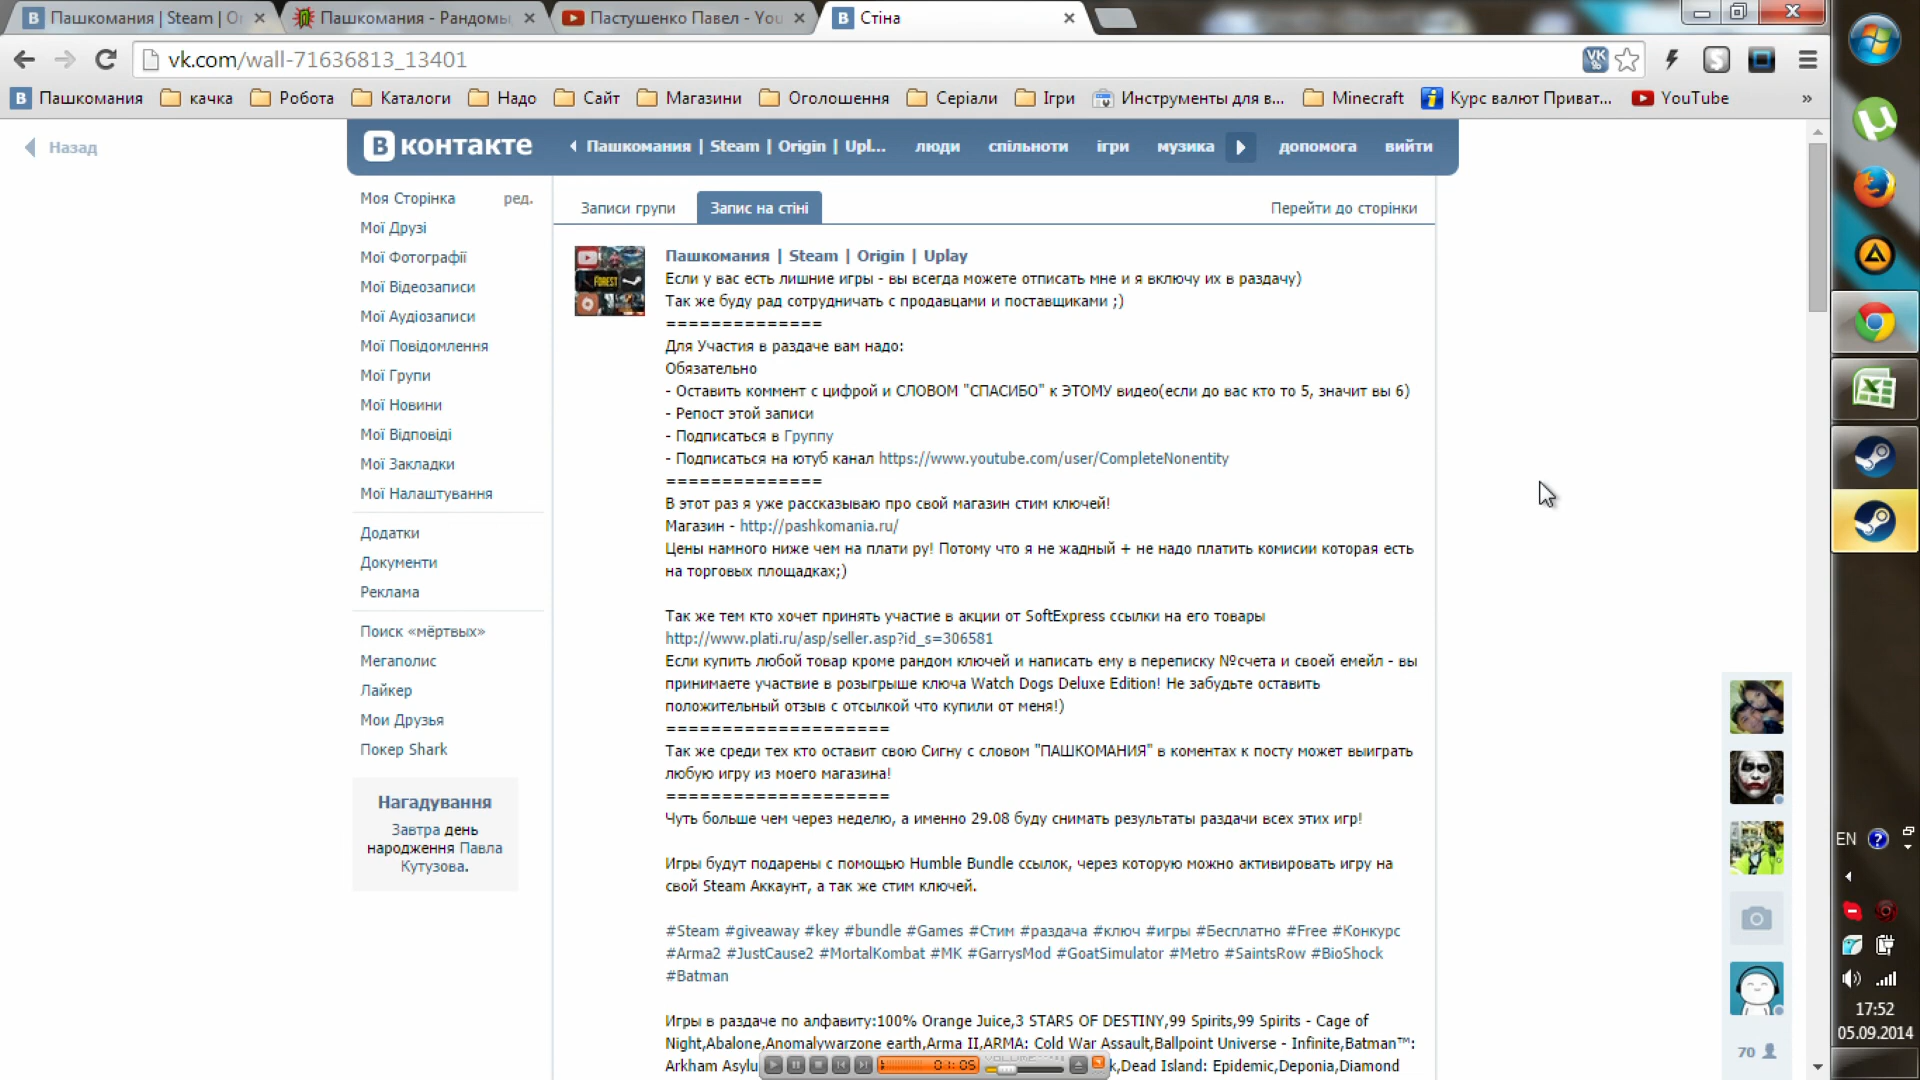 Пашкомания | Steam | Or
Пашкомания - Рандомы
Пастушенко Павел - You
Стіна
vk.com/wall-71636813_13401
Пашкомания
качка
Робота
Каталоги
Надо
Сайт
Магазини
Оголошення
Серіали
Ігри
Инструменты для в...
Minecraft
Курс валют Приват...
YouTube
»
Назад
В контакте
Пашкомания | Steam | Origin | Upl...
люди
спільноти
ігри
музика
допомога
вийти
Моя Сторінка ред.
Мої Друзі
Мої Фотографії
Мої Відеозаписи
Мої Аудіозаписи
Мої Повідомлення
Мої Групи
Мої Новини
Мої Відповіді
Мої Закладки
Мої Налаштування
Додатки
Документи
Реклама
Поиск «мёртвых»
Мегаполис
Лайкер
Мои Друзья
Покер Shark
Нагадування
Завтра день
народження Павла
Кутузова.
Записи групи
Запис на стіні
Перейти до сторінки
Пашкомания | Steam | Origin | Uplay
Если у вас есть лишние игры - вы всегда можете отписать мне и я включу их в раздачу)
Так же буду рад сотрудничать с продавцами и поставщиками ;)
==============
Для Участия в раздаче вам надо:
Обязательно
- Оставить коммент с цифрой и СЛОВОМ "СПАСИБО" к ЭТОМУ видео(если до вас кто то 5, значит вы 6)
- Репост этой записи
- Подписаться в Группу
- Подписаться на ютуб канал https://www.youtube.com/user/CompleteNonentity
==============
В этот раз я уже рассказываю про свой магазин стим ключей!
Магазин - http://pashkomania.ru/
Цены намного ниже чем на плати ру! Потому что я не жадный + не надо платить комисии которая есть
на торговых площадках;)
Так же тем кто хочет принять участие в акции от SoftExpress ссылки на его товары
http://www.plati.ru/asp/seller.asp?id_s=306581
Если купить любой товар кроме рандом ключей и написать ему в переписку №счета и своей емейл - вы
принимаете участие в розыгрыше ключа Watch Dogs Deluxe Edition! Не забудьте оставить
положительный отзыв с отсылкой что купили от меня!)
====================
Так же среди тех кто оставит свою Сигну с словом "ПАШКОМАНИЯ" в коментах к посту может выиграть
любую игру из моего магазина!
====================
Чуть больше чем через неделю, а именно 29.08 буду снимать результаты раздачи всех этих игр!
Игры будут подарены с помощью Humble Bundle ссылок, через которую можно активировать игру на
свой Steam Аккаунт, а так же стим ключей.
#Steam #giveaway #key #bundle #Games #Стим #раздача #ключ #игры #Бесплатно #Free #Конкурс
#Arma2 #JustCause2 #MortalKombat #MK #GarrysMod #GoatSimulator #Metro #SaintsRow #BioShock
#Batman
Игры в раздаче по алфавиту:100% Orange Juice,3 STARS OF DESTINY,99 Spirits,99 Spirits - Cage of
Night,Abalone,Anomalywarzone earth,Arma II,ARMA: Cold War Assault,Ballpoint Universe - Infinite,Batman™:
Arkham Asylu
k,Dead Island: Epidemic,Deponia,Diamond
VOLUME
70
EN
17:52
05.09.2014